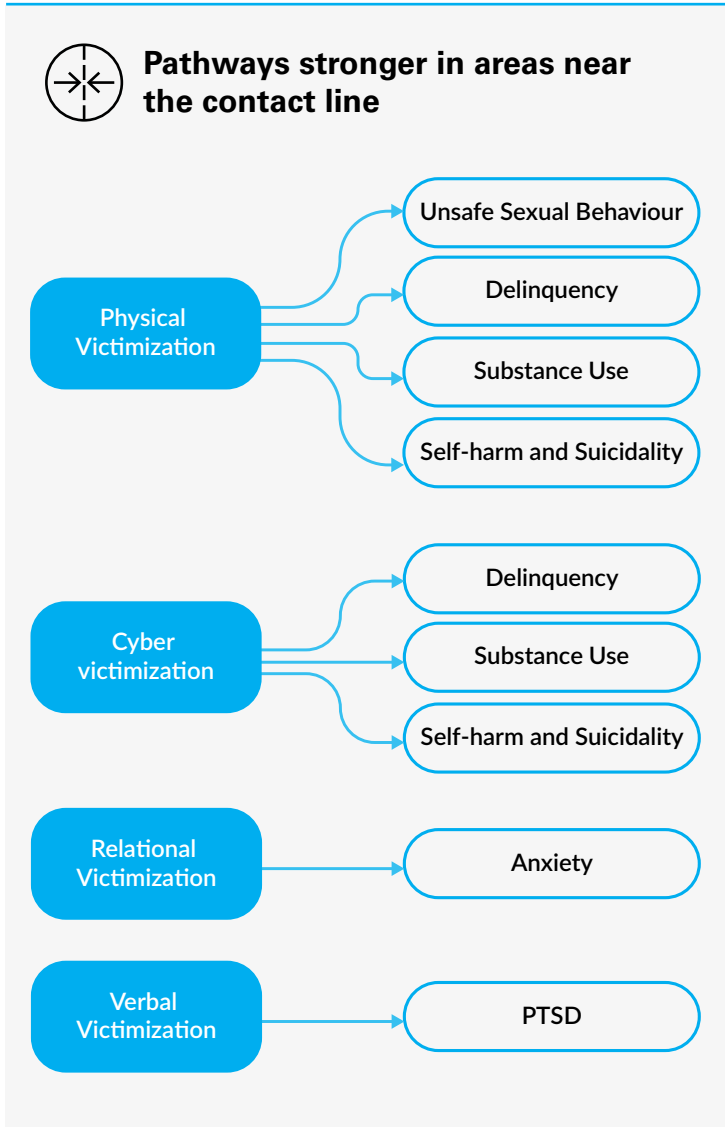 Pathways stronger in areas near
the contact line
Physical
Victimization
Unsafe Sexual Behaviour
Delinquency
Substance Use
Self-harm and Suicidality
Cyber
victimization
Delinquency
Substance Use
Self-harm and Suicidality
Relational
Victimization
Anxiety
Verbal
Victimization
PTSD